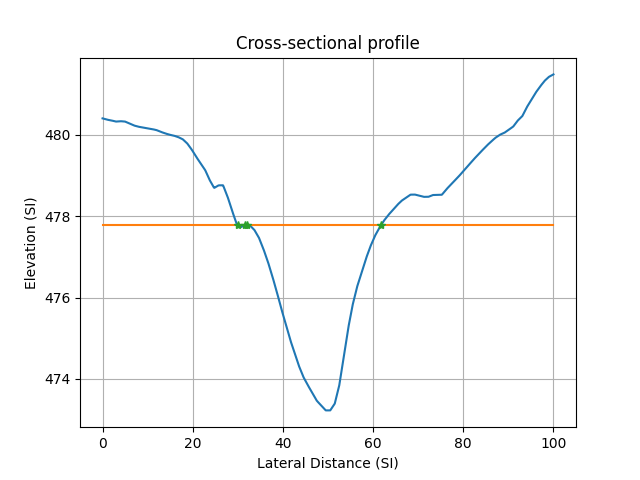 Cross-sectional profile
480
478
476
474
Elevation (SI)
0 20 40 60 80 100
Lateral Distance (SI)